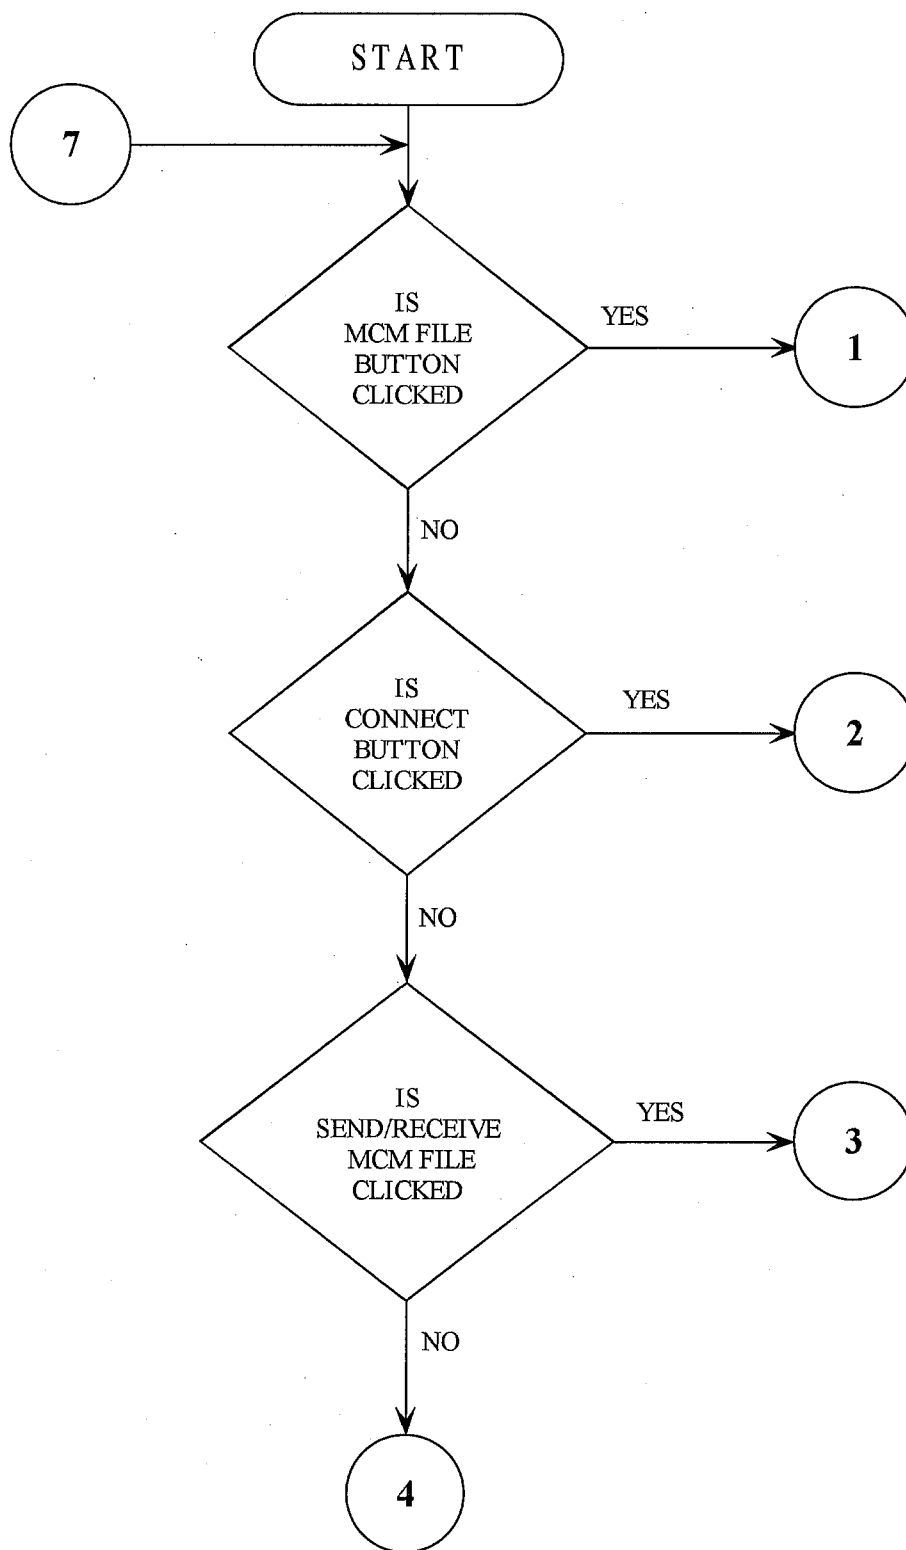 START
7
IS
MCM FILE
BUTTON
CLICKED
YES
1
NO
IS
CONNECT
BUTTON
CLICKED
YES
2
NO
IS
SEND/RECEIVE
MCM FILE
CLICKED
YES
3
NO
4